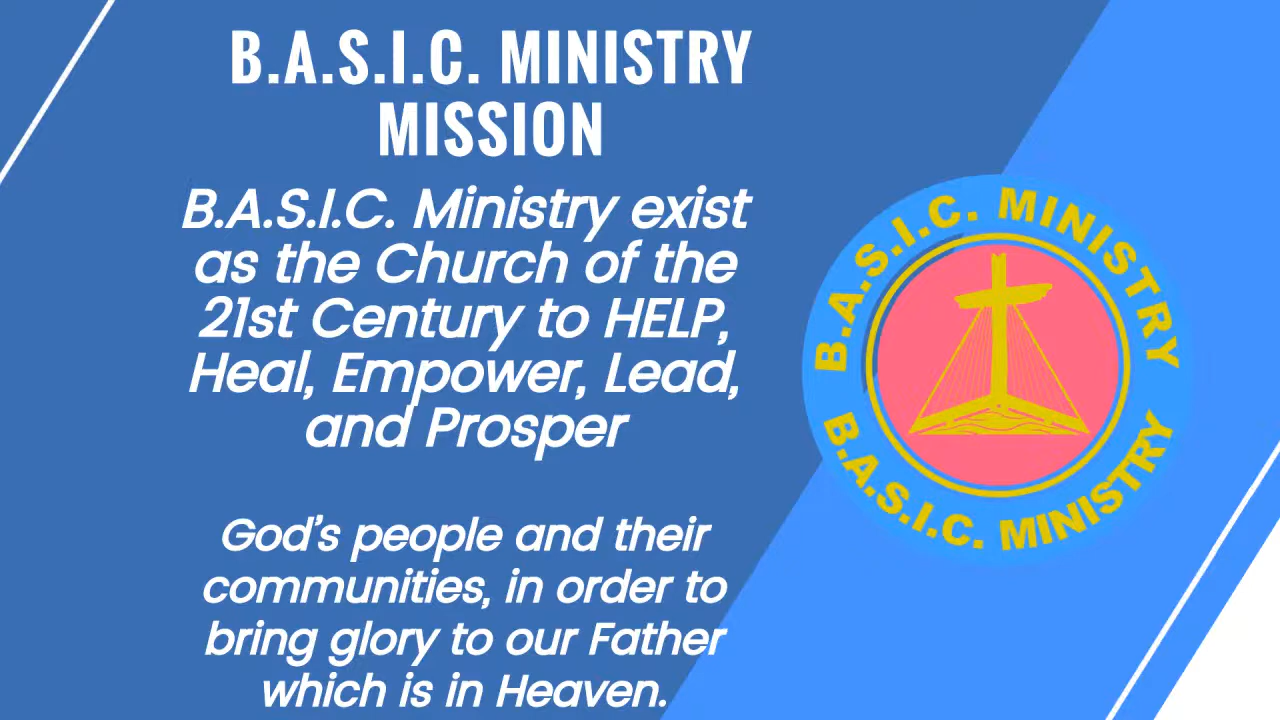 B.A.S.I.C. MINISTRY
MISSION
B.A.S.I.C. Ministry exist
as the Church of the
21st Century to HELP,
Heal, Empower, Lead,
and Prosper
God's people and their
communities, in order to
bring glory to our Father
which is in Heaven.
B.A.S.I.C. MINISTRY
B.A.S.I.C. MINISTRY